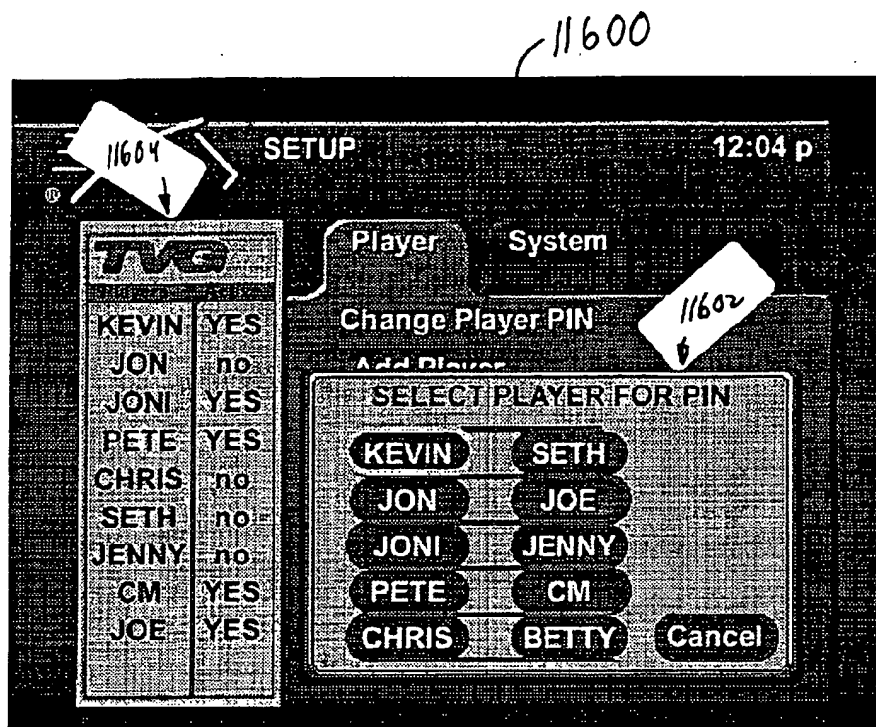 11600
11604
SETUP
12:04 p
®
TVG
Player System
KEVIN YES
JON no
JONI YES
PETE YES
CHRIS no
SETH no
JENNY no
CM YES
JOE YES
Change Player PIN
Add Player
11602
SELECT PLAYER FOR PIN
KEVIN SETH
JON JOE
JONI JENNY
PETE CM
CHRIS BETTY Cancel